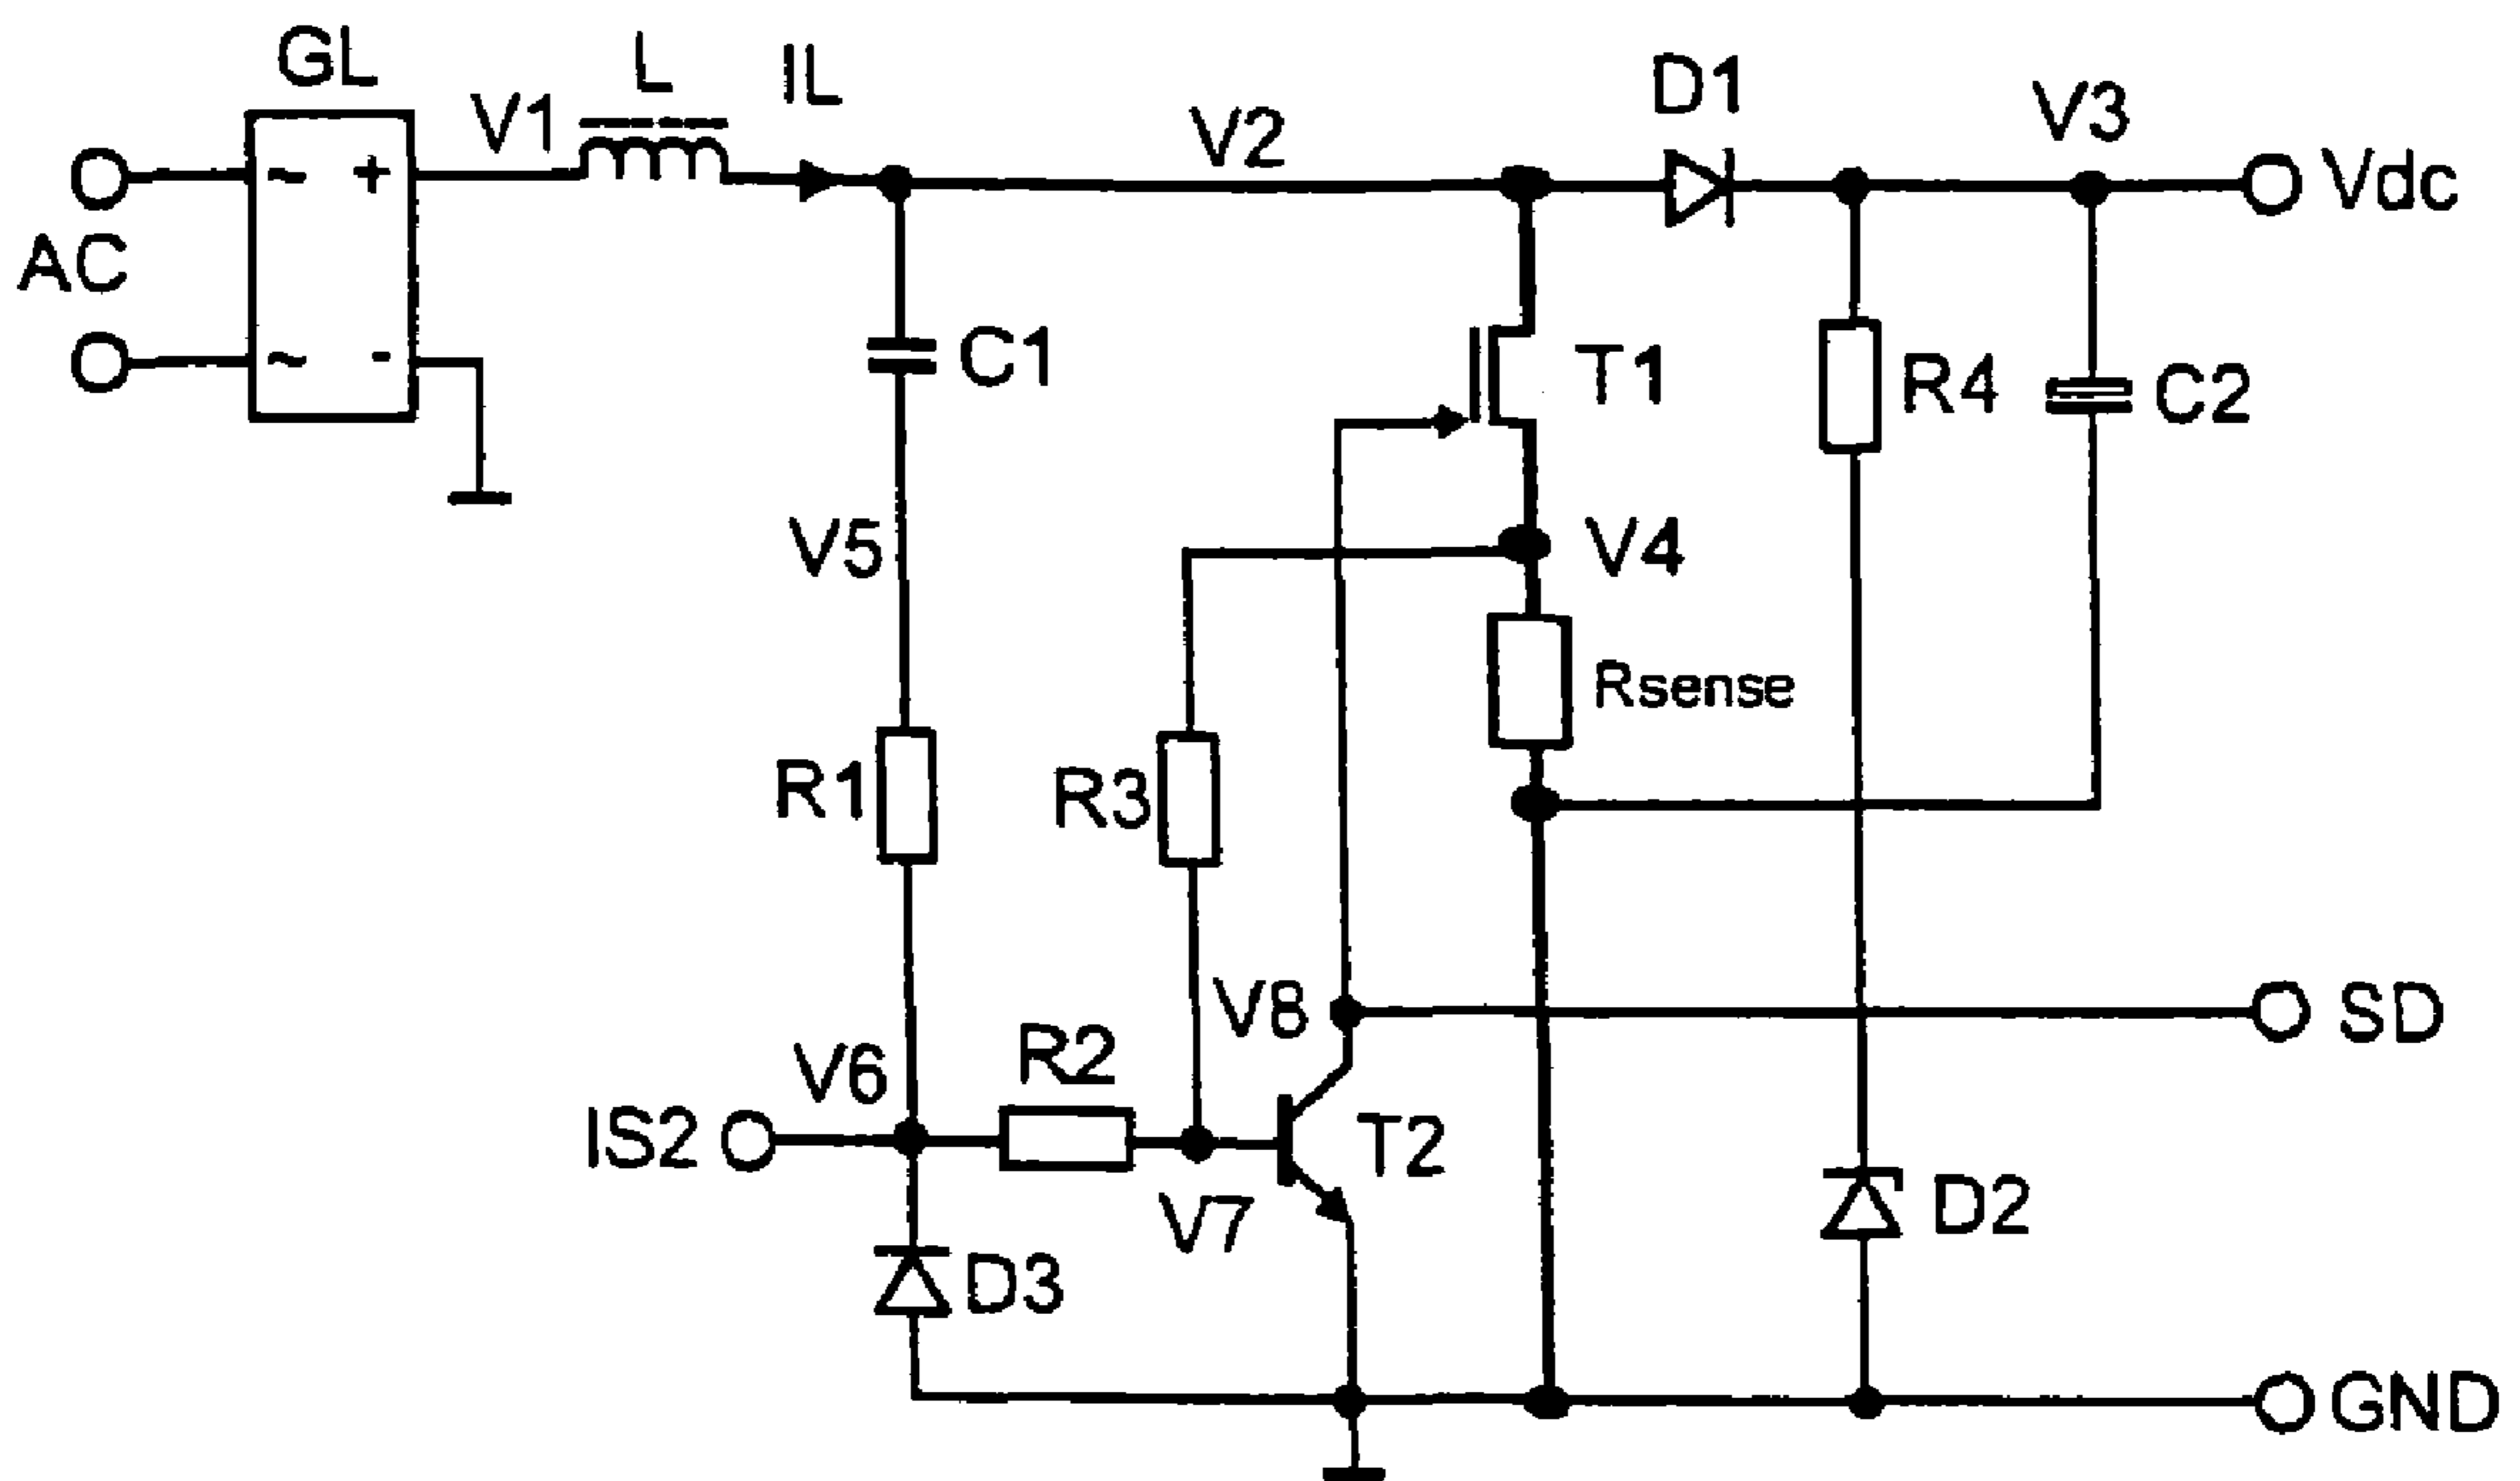 GL
L
IL
D1
V1
V2
V3
~ +
Vdc
AC
~ -
C1
T1
R4
C2
V5
V4
Rsense
R1
R3
V8
SD
R2
V6
IS2
T2
V7
D2
D3
GND